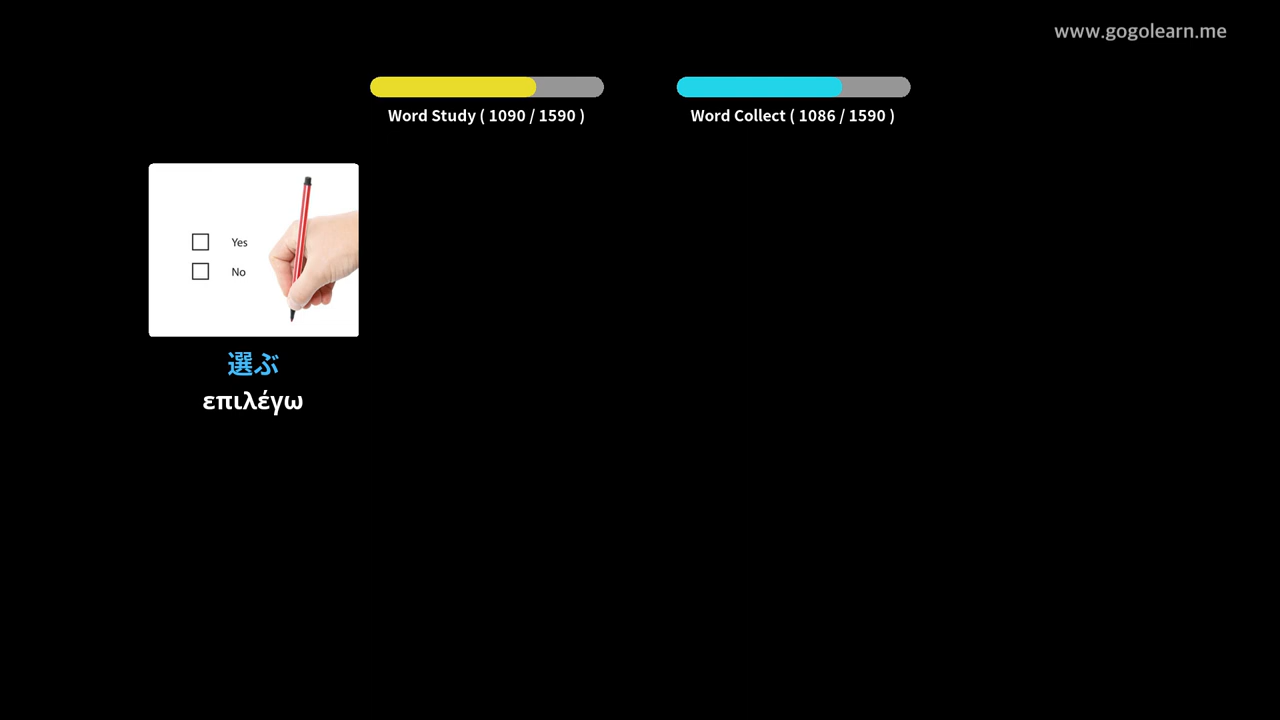 www.gogolearn.me
Word Study ( 1090 / 1590 )
Word Collect ( 1086 / 1590 )
Yes
No
選ぶ
επιλέγω